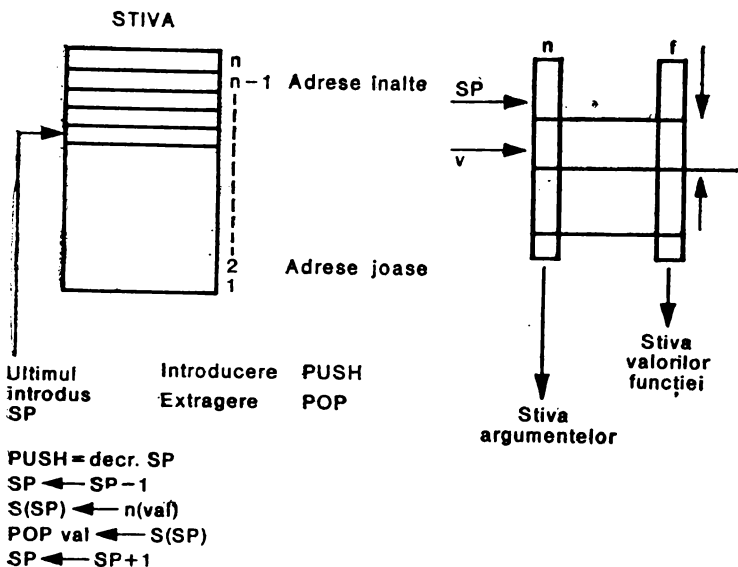 STIVA
n
n-1 Adrese înalte
2 Adrese joase
1
Ultimul
introdus
SP
Introducere PUSH
Extragere POP
PUSH = decr. SP
SP ← SP-1
S(SP) ← n(val)
POP val ← S(SP)
SP ← SP+1
n f
SP
v
Stiva
valorilor
funcției
Stiva
argumentelor